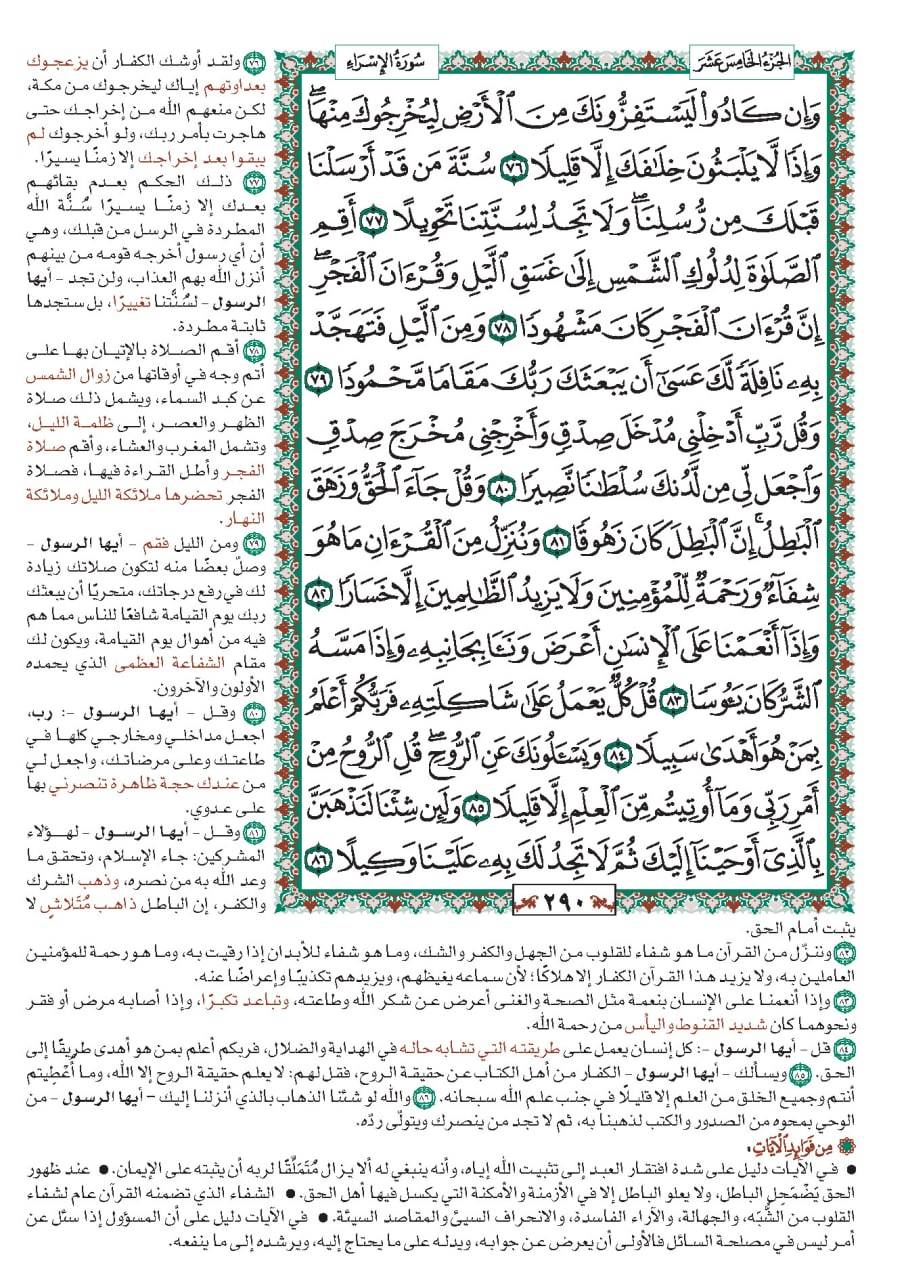 الجزء الخامس عشر
سورة الإسراء
وَإِن كَادُواْ لَيَسْتَفِزُّونَكَ مِنَ ٱلْأَرْضِ لِيُخْرِجُوكَ مِنْهَاۖ
وَإِذًا لَّا يَلْبَثُونَ خِلَٰفَكَ إِلَّا قَلِيلًا ٧٦ سُنَّةَ مَن قَدْ أَرْسَلْنَا
قَبْلَكَ مِن رُّسُلِنَاۖ وَلَا تَجِدُ لِسُنَّتِنَا تَحْوِيلًا ٧٧ أَقِمِ
ٱلصَّلَوٰةَ لِدُلُوكِ ٱلشَّمْسِ إِلَىٰ غَسَقِ ٱلَّيْلِ وَقُرْءَانَ ٱلْفَجْرِۖ
إِنَّ قُرْءَانَ ٱلْفَجْرِ كَانَ مَشْهُودًا ٧٨ وَمِنَ ٱلَّيْلِ فَتَهَجَّدْ
بِهِۦ نَافِلَةً لَّكَ عَسَىٰٓ أَن يَبْعَثَكَ رَبُّكَ مَقَامًا مَّحْمُودًا ٧٩
وَقُل رَّبِّ أَدْخِلْنِي مُدْخَلَ صِدْقٍ وَأَخْرِجْنِي مُخْرَجَ صِدْقٍ
وَٱجْعَل لِّي مِن لَّدُنكَ سُلْطَٰنًا نَّصِيرًا ٨٠ وَقُلْ جَآءَ ٱلْحَقُّ وَزَهَقَ
ٱلْبَٰطِلُۚ إِنَّ ٱلْبَٰطِلَ كَانَ زَهُوقًا ٨١ وَنُنَزِّلُ مِنَ ٱلْقُرْءَانِ مَا هُوَ
شِفَآءٌ وَرَحْمَةٌ لِّلْمُؤْمِنِينَ وَلَا يَزِيدُ ٱلظَّٰلِمِينَ إِلَّا خَسَارًا ٨٢
وَإِذَآ أَنْعَمْنَا عَلَى ٱلْإِنسَٰنِ أَعْرَضَ وَنَـَٔا بِجَانِبِهِۦ وَإِذَا مَسَّهُ
ٱلشَّرُّ كَانَ يَـُٔوسًا ٨٣ قُلْ كُلٌّ يَعْمَلُ عَلَىٰ شَاكِلَتِهِۦ فَرَبُّكُمْ أَعْلَمُ
بِمَنْ هُوَ أَهْدَىٰ سَبِيلًا ٨٤ وَيَسْـَٔلُونَكَ عَنِ ٱلرُّوحِۖ قُلِ ٱلرُّوحُ مِنْ
أَمْرِ رَبِّي وَمَآ أُوتِيتُم مِّنَ ٱلْعِلْمِ إِلَّا قَلِيلًا ٨٥ وَلَئِن شِئْنَا لَنَذْهَبَنَّ
بِٱلَّذِيٓ أَوْحَيْنَآ إِلَيْكَ ثُمَّ لَا تَجِدُ لَكَ بِهِۦ عَلَيْنَا وَكِيلًا ٨٦
٢٩٠
٧٦ ولقد أوشك الكفار أن يزعجوك
بعداوتهم إياك ليخرجوك من مكة،
لكن منعهم الله من إخراجك حتى
هاجرت بأمر ربك، ولو أخرجوك لم
يبقوا بعد إخراجك إلا زمنًا يسيرًا.
٧٧ ذلك الحكم بعدم بقائهم
بعدك إلا زمنًا يسيرًا سُنَّة الله
المطردة في الرسل من قبلك، وهي
أن أي رسول أخرجه قومه من بينهم
أنزل الله بهم العذاب، ولن تجد - أيها
الرسول - لسُنَّتنا تغييرًا، بل ستجدها
ثابتة مطردة.
٧٨ أقم الصلاة بالإتيان بها على
أتم وجه في أوقاتها من زوال الشمس
عن كبد السماء، ويشمل ذلك صلاة
الظهر والعصر، إلى ظلمة الليل،
وتشمل المغرب والعشاء، وأقم صلاة
الفجر وأطل القراءة فيها، فصلاة
الفجر تحضرها ملائكة الليل وملائكة
النهار.
٧٩ ومن الليل فقم - أيها الرسول -
وصلِّ بعضًا منه لتكون صلاتك زيادة
لك في رفع درجاتك، متحريًا أن يبعثك
ربك يوم القيامة شافعًا للناس مما هم
فيه من أهوال يوم القيامة، ويكون لك
مقام الشفاعة العظمى الذي يحمده
الأولون والآخرون.
٨٠ وقل - أيها الرسول -: رب،
اجعل مداخلي ومخارجي كلها في
طاعتك وعلى مرضاتك، واجعل لي
من عندك حجة ظاهرة تنصرني بها
على عدوي.
٨١ وقل - أيها الرسول - لهؤلاء
المشركين: جاء الإسلام، وتحقق ما
وعد الله به من نصره، وذهب الشرك
والكفر، إن الباطل ذاهب مُتَلاشٍ لا
يثبت أمام الحق.
٨٢ وننزّل من القرآن ما هو شفاء للقلوب من الجهل والكفر والشك، وما هو شفاء للأبدان إذا رقيت به، وما هو رحمة للمؤمنين
العاملين به، ولا يزيد هذا القرآن الكفار إلا هلاكًا؛ لأن سماعه يغيظهم، ويزيدهم تكذيبًا وإعراضًا عنه.
٨٣ وإذا أنعمنا على الإنسان بنعمة مثل الصحة والغنى أعرض عن شكر الله وطاعته، وتباعد تكبرًا، وإذا أصابه مرض أو فقر
ونحوهما كان شديد القنوط واليأس من رحمة الله.
٨٤ قل - أيها الرسول -: كل إنسان يعمل على طريقته التي تشابه حاله في الهداية والضلال، فربكم أعلم بمن هو أهدى طريقًا إلى
الحق. ٨٥ ويسألك - أيها الرسول - الكفار من أهل الكتاب عن حقيقة الروح، فقل لهم: لا يعلم حقيقة الروح إلا الله، وما أُعْطِيتم
أنتم وجميع الخلق من العلم إلا قليلًا في جنب علم الله سبحانه. ٨٦ والله لو شئنا الذهاب بالذي أنزلنا إليك - أيها الرسول - من
الوحي بمحوه من الصدور والكتب لذهبنا به، ثم لا تجد من ينصرك ويتولّى ردّه.
من فوائد الآيات:
• في الآيات دليل على شدة افتقار العبد إلى تثبيت الله إياه، وأنه ينبغي له ألا يزال مُتَمَلِّقًا لربه أن يثبته على الإيمان. • عند ظهور
الحق يَضْمَحِل الباطل، ولا يعلو الباطل إلا في الأزمنة والأمكنة التي يكسل فيها أهل الحق. • الشفاء الذي تضمنه القرآن عام لشفاء
القلوب من الشُّبَه، والجهالة، والآراء الفاسدة، والانحراف السيئ والمقاصد السيئة. • في الآيات دليل على أن المسؤول إذا سئل عن
أمر ليس في مصلحة السائل فالأولى أن يعرض عن جوابه، ويدله على ما يحتاج إليه، ويرشده إلى ما ينفعه.